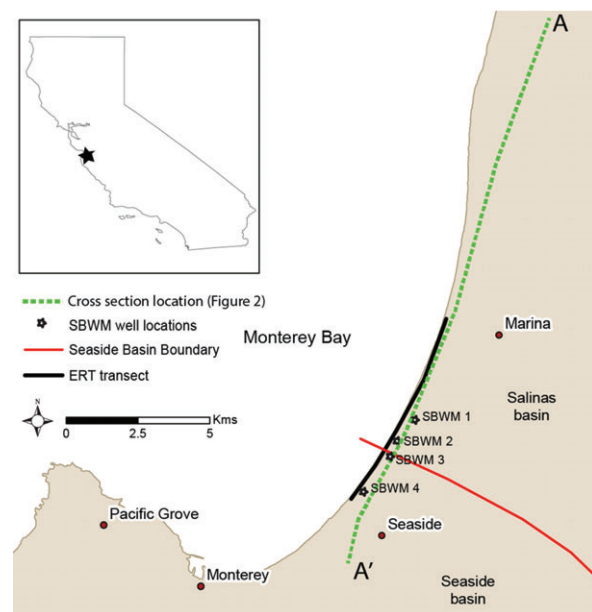 A
Cross section location (Figure 2)
SBWM well locations
Seaside Basin Boundary
ERT transect
Kms
0 2.5 5
Monterey Bay
Marina
Salinas
basin
SBWM 1
SBWM 2
SBWM 3
SBWM 4
Pacific Grove
Seaside
Monterey
A'
Seaside
basin